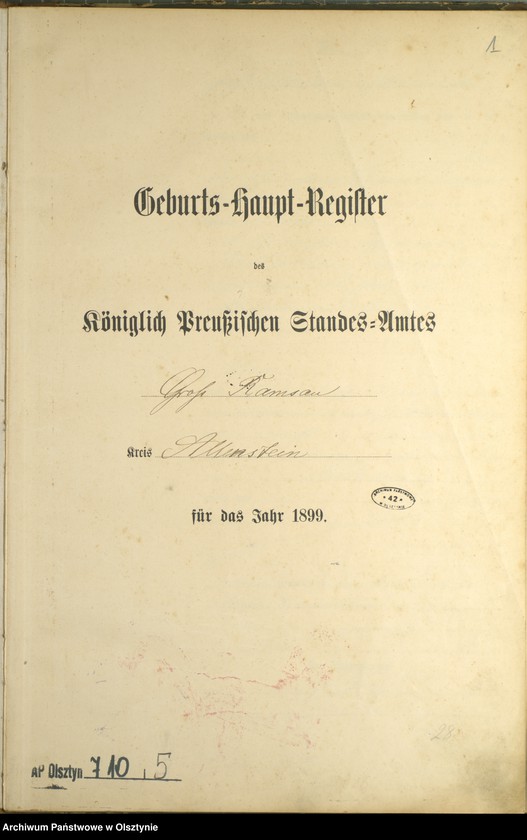 1
Geburts-Haupt-Register
des
Königlich Preußischen Standes-Amtes
Groß Ramsau
Kreis Allenstein
42
für das Jahr 1899.
28
AP Olsztyn 710, 5
Archiwum Państwowe w Olsztynie